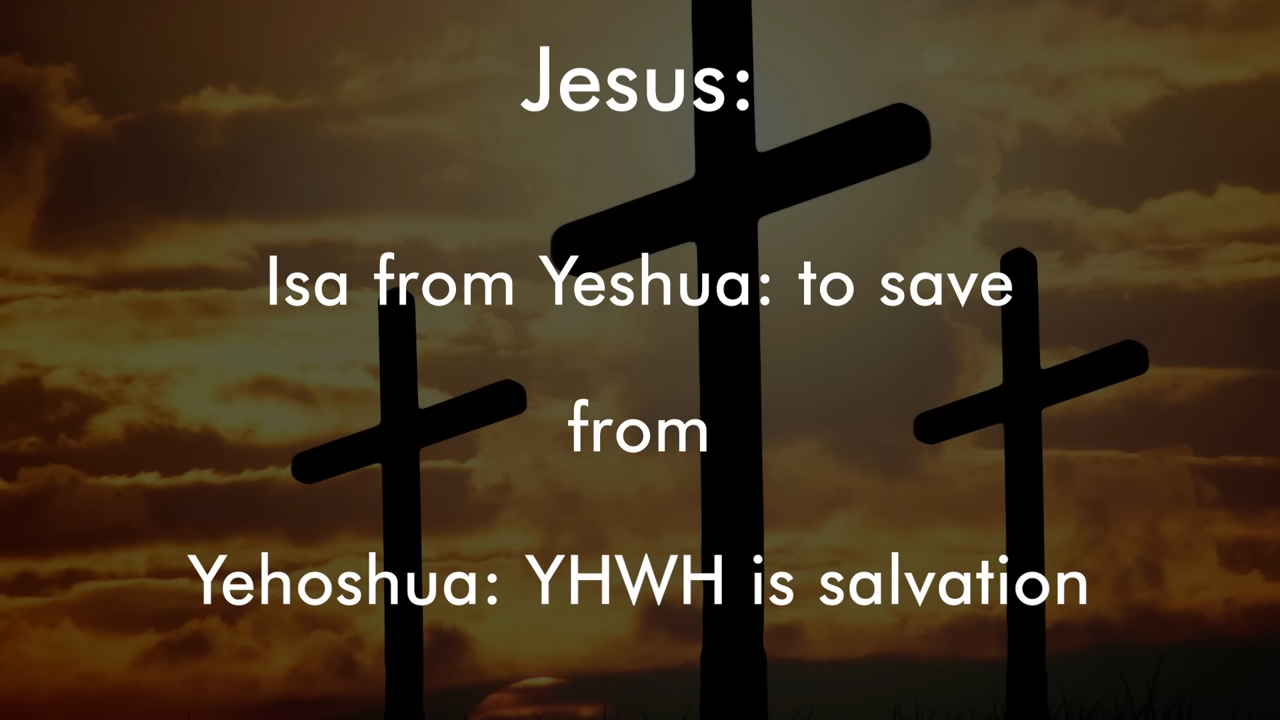 Jesus:
Isa from Yeshua: to save
from
Yehoshua: YHWH is salvation